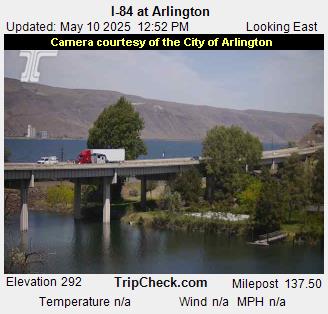 I-84 at Arlington
Updated: May 10 2025 12:52 PM Looking East
Camera courtesy of the City of Arlington
Elevation 292 TripCheck.com Milepost 137.50
Temperature n/a Wind n/a MPH n/a